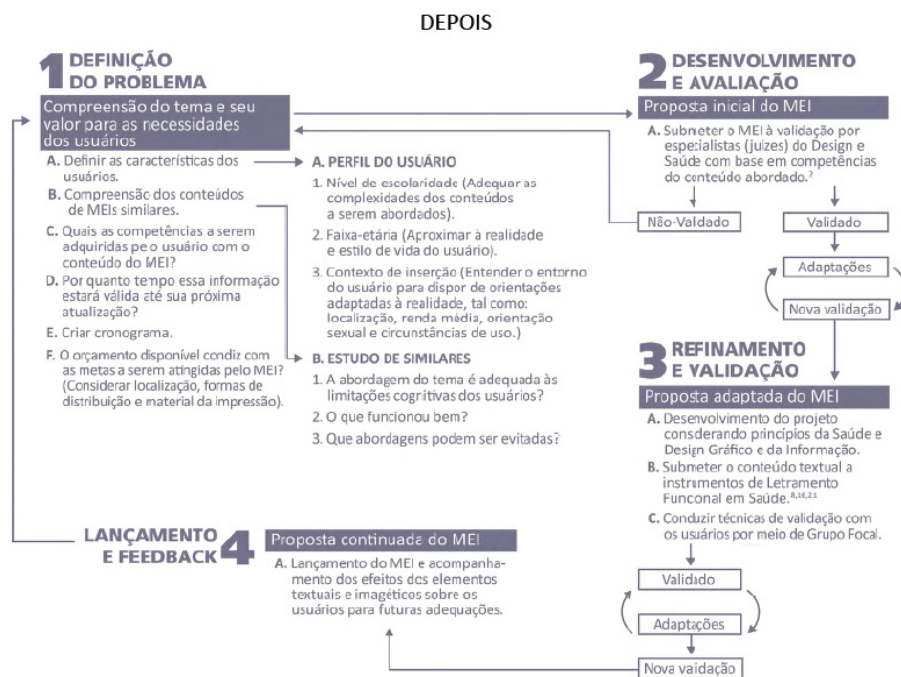 DEPOIS
1 DEFINIÇÃO
DO PROBLEMA
Compreensão do tema e seu
valor para as necessidades
dos usuários
A. Definir as características dos
usuários.
B. Compreensão dos conteúdos
de MEIs similares.
C. Quais as competências a serem
adquiridas pelo usuário com o
conteúdo do MEI?
D. Por quanto tempo essa informação
estará válida até sua próxima
atualização?
E. Criar cronograma.
F. O orçamento disponível condiz com
as metas a serem atingidas pelo MEI?
(Considerar localização, formas de
distribuição e material da impressão).
A. PERFIL DO USUÁRIO
1. Nível de escolaridade (Adequar as
complexidades dos conteúdos
a serem abordados).
2. Faixa-etária (Aproximar à realidade
e estilo de vida do usuário).
3. Contexto de inserção (Entender o entorno
do usuário para dispor de orientações
adaptadas à realidade, tal como:
localização, renda média, orientação
sexual e circunstâncias de uso.)
B. ESTUDO DE SIMILARES
1. A abordagem do tema é adequada às
limitações cognitivas dos usuários?
2. O que funcionou bem?
3. Que abordagens podem ser evitadas?
2 DESENVOLVIMENTO
E AVALIAÇÃO
Proposta inicial do MEI
A. Submeter o MEI à validação por
especialistas (juízes) do Design e
Saúde com base em competências
do conteúdo abordado.²
Não-Validado
Validado
Adaptações
Nova validação
3 REFINAMENTO
E VALIDAÇÃO
Proposta adaptada do MEI
A. Desenvolvimento do projeto
considerando princípios da Saúde e
Design Gráfico e da Informação.
B. Submeter o conteúdo textual a
instrumentos de Letramento
Funcional em Saúde.⁸,¹⁶,²¹
C. Conduzir técnicas de validação com
os usuários por meio de Grupo Focal.
Validado
Adaptações
Nova validação
LANÇAMENTO
E FEEDBACK 4
Proposta continuada do MEI
A. Lançamento do MEI e acompanha-
mento dos efeitos dos elementos
textuais e imagéticos sobre os
usuários para futuras adequações.